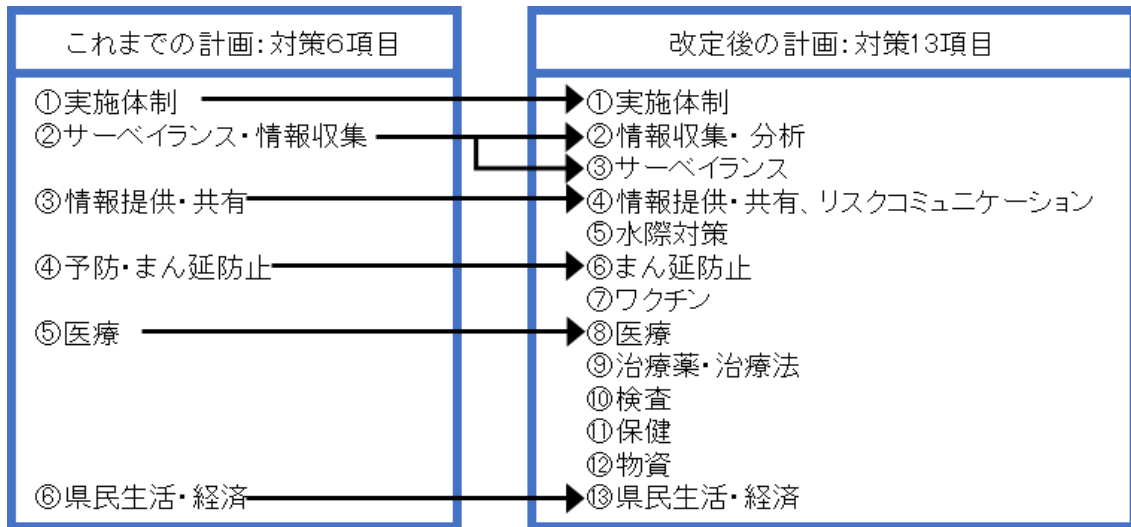 これまでの計画:対策6項目
①実施体制
②サーベイランス・情報収集
③情報提供・共有
④予防・まん延防止
⑤医療
⑥県民生活・経済
改定後の計画:対策13項目
①実施体制
②情報収集・分析
③サーベイランス
④情報提供・共有、リスクコミュニケーション
⑤水際対策
⑥まん延防止
⑦ワクチン
⑧医療
⑨治療薬・治療法
⑩検査
⑪保健
⑫物資
⑬県民生活・経済